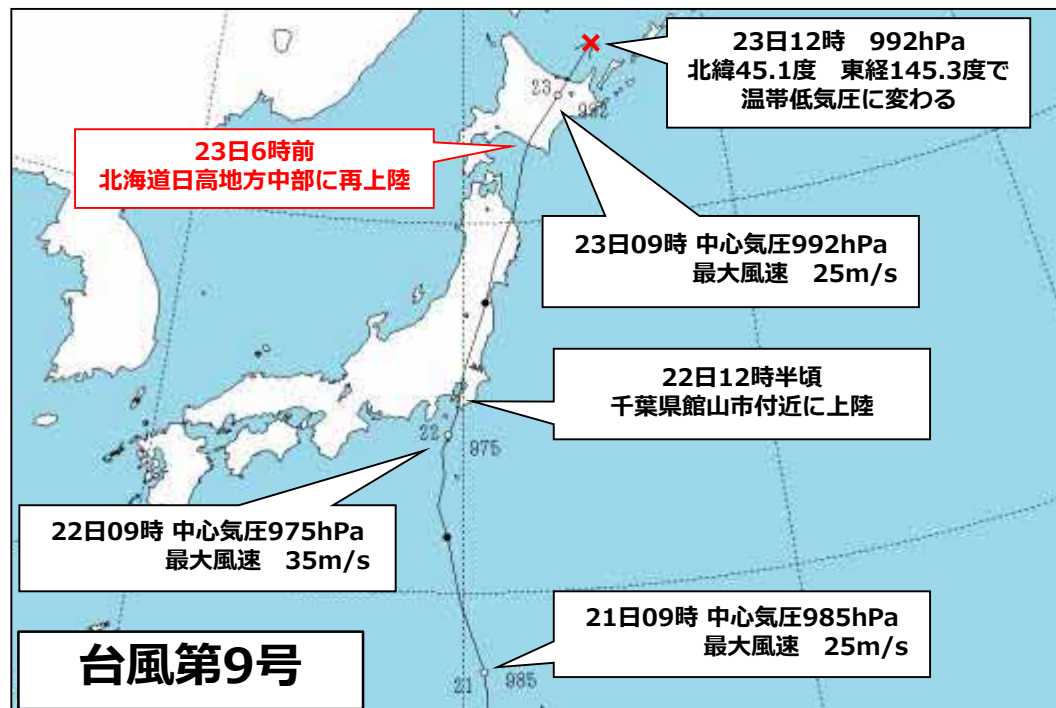 23日12時　992hPa
北緯45.1度　東経145.3度で
温帯低気圧に変わる
23
992
23日6時前
北海道日高地方中部に再上陸
23日09時 中心気圧992hPa
最大風速　25m/s
22日12時半頃
千葉県館山市付近に上陸
22
975
22日09時 中心気圧975hPa
最大風速　35m/s
21日09時 中心気圧985hPa
最大風速　25m/s
台風第9号
21
985